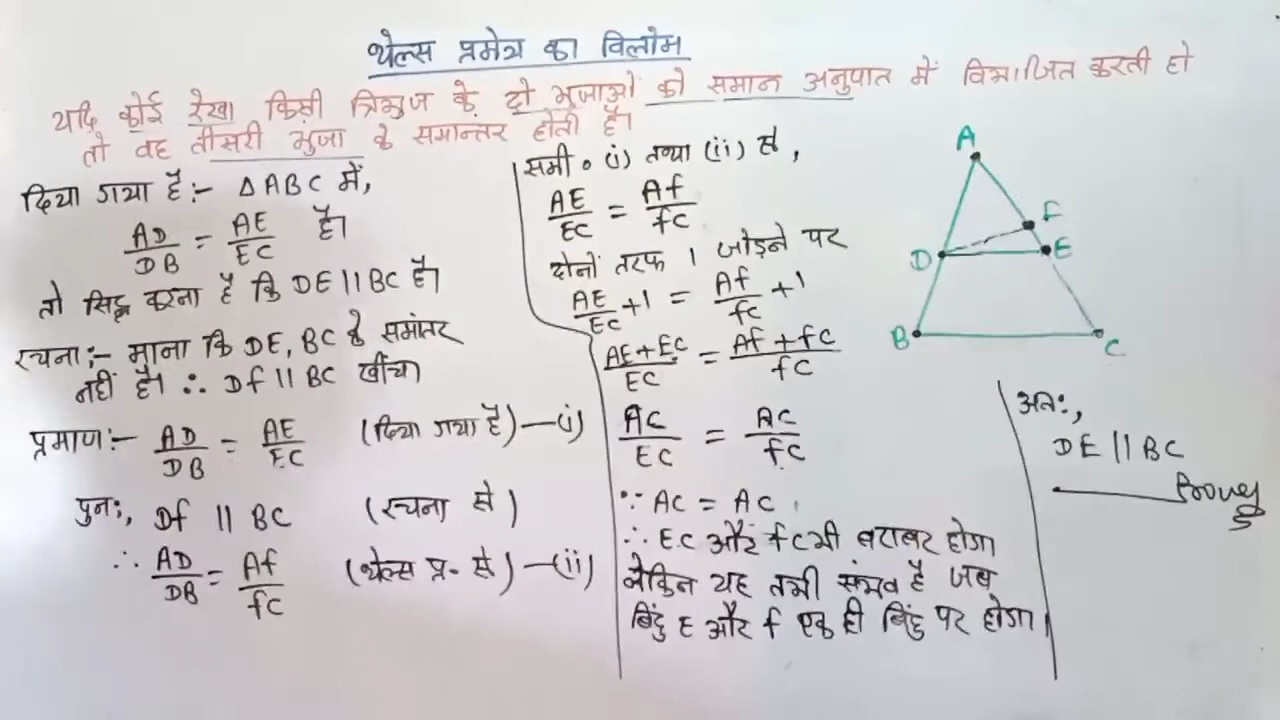 थेल्स प्रमेय का विलोम
यदि कोई रेखा किसी त्रिभुज के दो भुजाओं को समान अनुपात में विभाजित करती हो
तो वह तीसरी भुजा के समान्तर होती है।
दिया गया है:- ΔABC में,
AD/DB = AE/EC है।
तो सिद्ध करना है कि DE || BC है।
रचना:- माना कि DE, BC के समांतर
नहीं है। ∴ Df || BC खींचा
प्रमाण:- AD/DB = AE/EC (दिया गया है) —(i)
पुनः, Df || BC (रचना से)
∴ AD/DB = Af/fC (थेल्स प्र॰ से) —(ii)
समी॰ (i) तथा (ii) से,
AE/EC = Af/fC
दोनों तरफ 1 जोड़ने पर
AE/EC + 1 = Af/fC + 1
AE+EC/EC = Af+fC/fC
AC/EC = AC/fC
∵ AC = AC
∴ EC और fC भी बराबर होगा
लेकिन यह तभी संभव है जब
बिंदु E और f एक ही बिंदु पर होगा।
A
F
D
E
B
C
अतः,
DE || BC